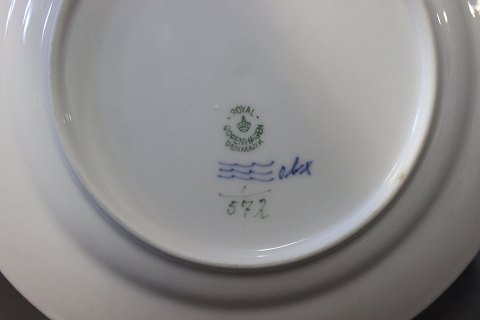 ROYAL
COPENHAGEN
DENMARK
1
572